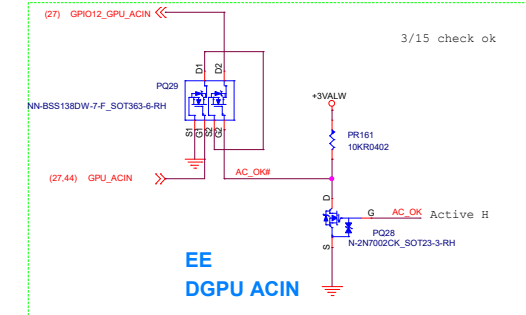 (27) GPIO12_GPU_ACIN
3/15 check ok
D1
D2
PQ29
+3VALW
NN-BSS138DW-7-F_SOT363-6-RH
S1
G1
S2
G2
PR161
10KR0402
(27,44) GPU_ACIN
AC_OK#
D
G
AC_OK Active H
PQ28
N-2N7002CK_SOT23-3-RH
S
EE
DGPU ACIN